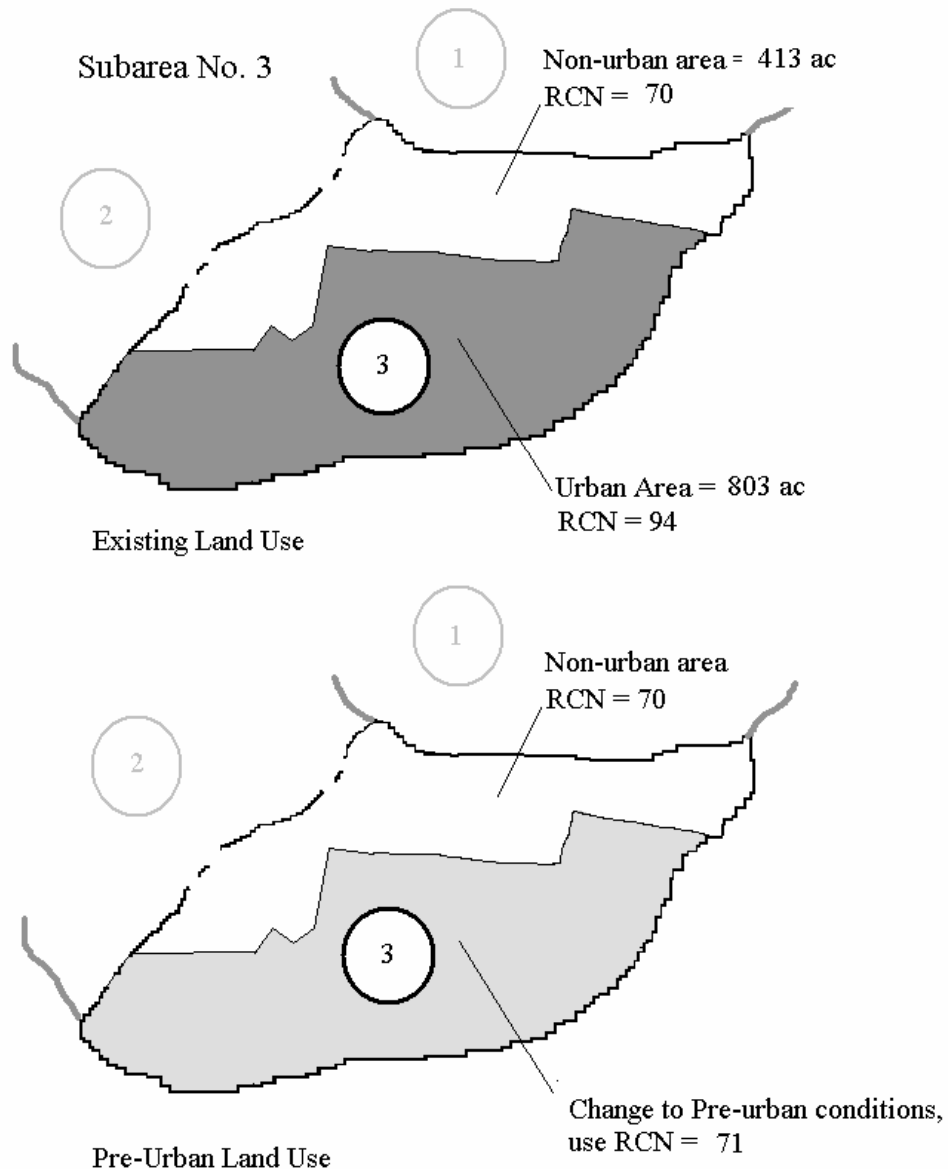 Subarea No. 3
1
Non-urban area = 413 ac
RCN = 70
2
3
Urban Area = 803 ac
RCN = 94
Existing Land Use
1
Non-urban area
RCN = 70
2
3
Change to Pre-urban conditions,
use RCN = 71
Pre-Urban Land Use